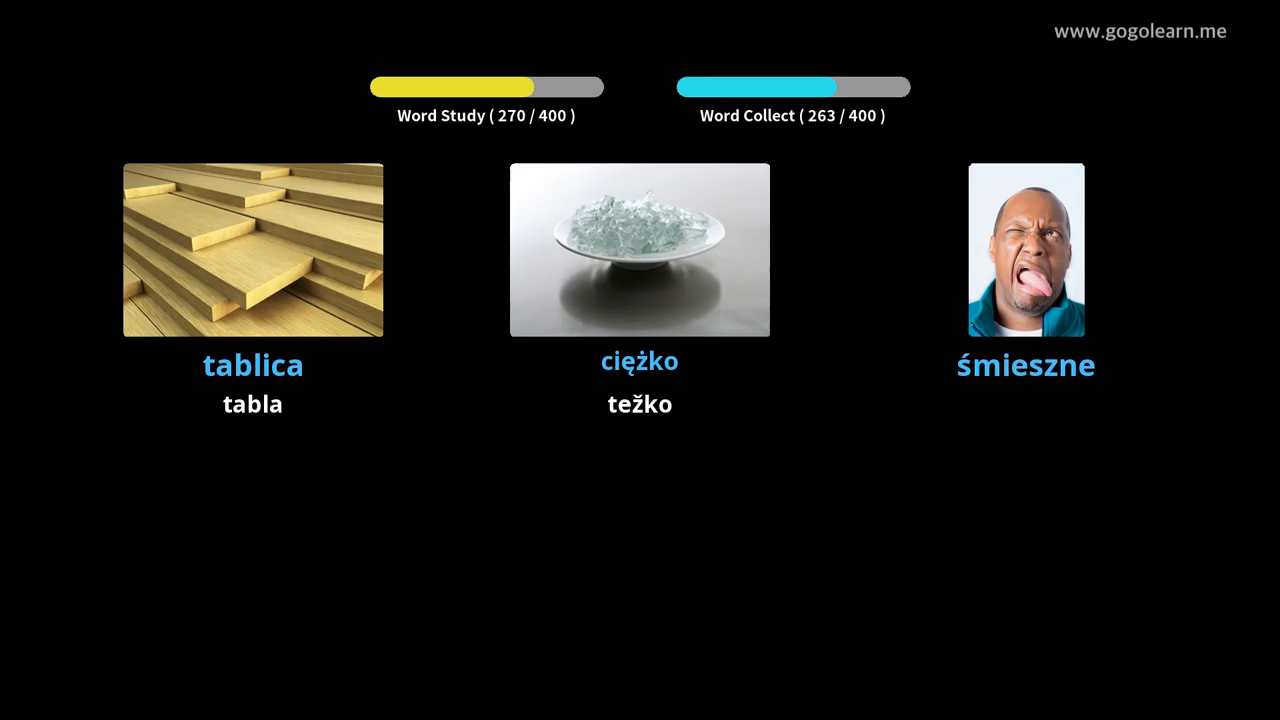 www.gogolearn.me
Word Study ( 270 / 400 )
Word Collect ( 263 / 400 )
tablica
ciężko
śmieszne
tabla
težko